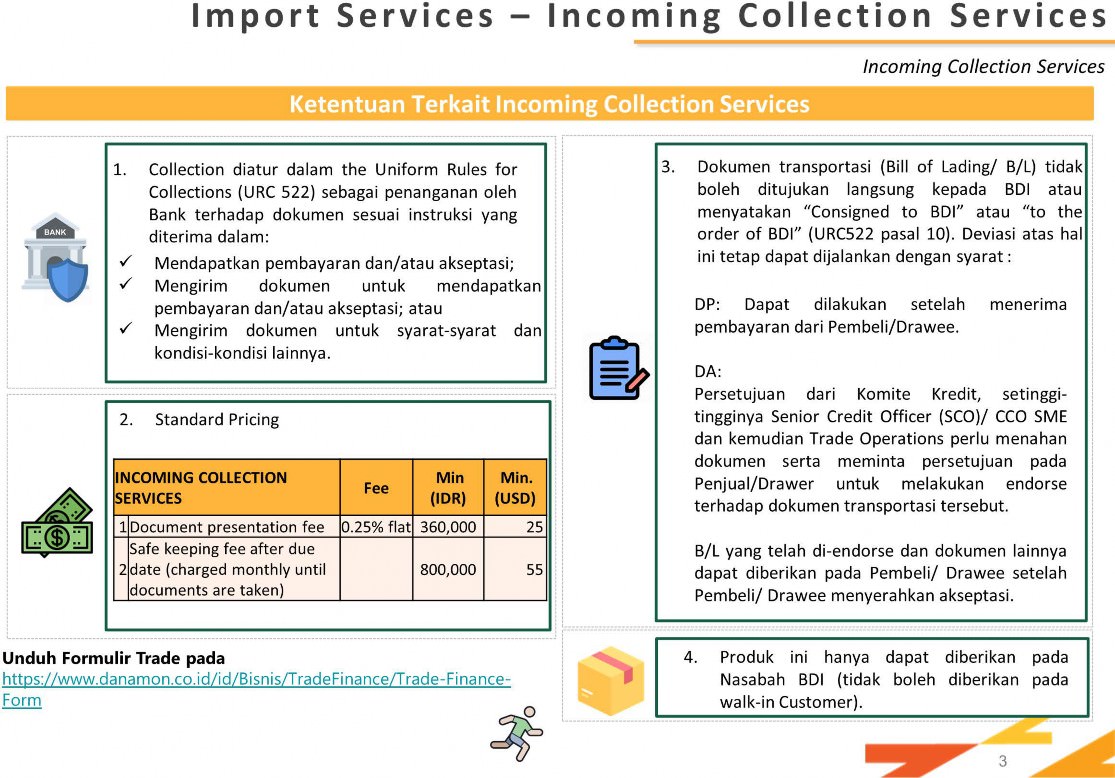 Import Services – Incoming Collection Services
Incoming Collection Services
Ketentuan Terkait Incoming Collection Services
BANK
1. Collection diatur dalam the Uniform Rules for
Collections (URC 522) sebagai penanganan oleh
Bank terhadap dokumen sesuai instruksi yang
diterima dalam:
✓ Mendapatkan pembayaran dan/atau akseptasi;
✓ Mengirim dokumen untuk mendapatkan
pembayaran dan/atau akseptasi; atau
✓ Mengirim dokumen untuk syarat-syarat dan
kondisi-kondisi lainnya.
2. Standard Pricing
INCOMING COLLECTION SERVICES | Fee | Min (IDR) | Min. (USD)
1 Document presentation fee | 0.25% flat | 360,000 | 25
2 Safe keeping fee after due date (charged monthly until documents are taken) | | 800,000 | 55
Unduh Formulir Trade pada
https://www.danamon.co.id/id/Bisnis/TradeFinance/Trade-Finance-
Form
3. Dokumen transportasi (Bill of Lading/ B/L) tidak
boleh ditujukan langsung kepada BDI atau
menyatakan “Consigned to BDI” atau “to the
order of BDI” (URC522 pasal 10). Deviasi atas hal
ini tetap dapat dijalankan dengan syarat :
DP: Dapat dilakukan setelah menerima
pembayaran dari Pembeli/Drawee.
DA:
Persetujuan dari Komite Kredit, setinggi-
tingginya Senior Credit Officer (SCO)/ CCO SME
dan kemudian Trade Operations perlu menahan
dokumen serta meminta persetujuan pada
Penjual/Drawer untuk melakukan endorse
terhadap dokumen transportasi tersebut.
B/L yang telah di-endorse dan dokumen lainnya
dapat diberikan pada Pembeli/ Drawee setelah
Pembeli/ Drawee menyerahkan akseptasi.
4. Produk ini hanya dapat diberikan pada
Nasabah BDI (tidak boleh diberikan pada
walk-in Customer).
3